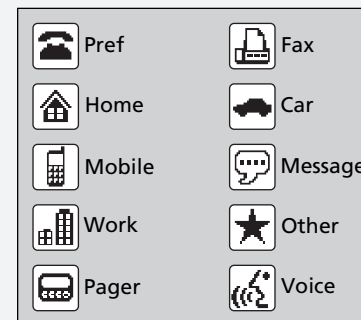 Pref
Fax
Home
Car
Mobile
Message
Work
Other
Pager
Voice